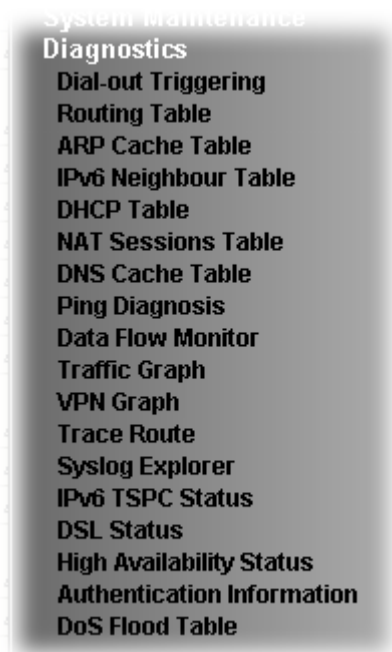 System Maintenance
Diagnostics
Dial-out Triggering
Routing Table
ARP Cache Table
IPv6 Neighbour Table
DHCP Table
NAT Sessions Table
DNS Cache Table
Ping Diagnosis
Data Flow Monitor
Traffic Graph
VPN Graph
Trace Route
Syslog Explorer
IPv6 TSPC Status
DSL Status
High Availability Status
Authentication Information
DoS Flood Table